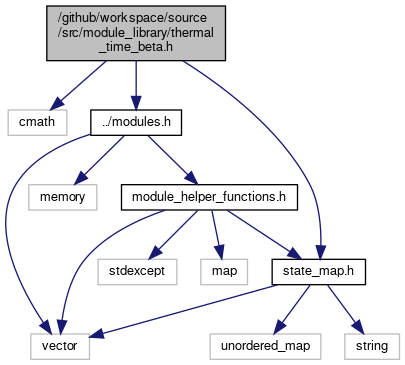 /github/workspace/source
/src/module_library/thermal
_time_beta.h
cmath
../modules.h
memory
module_helper_functions.h
stdexcept
map
state_map.h
vector
unordered_map
string